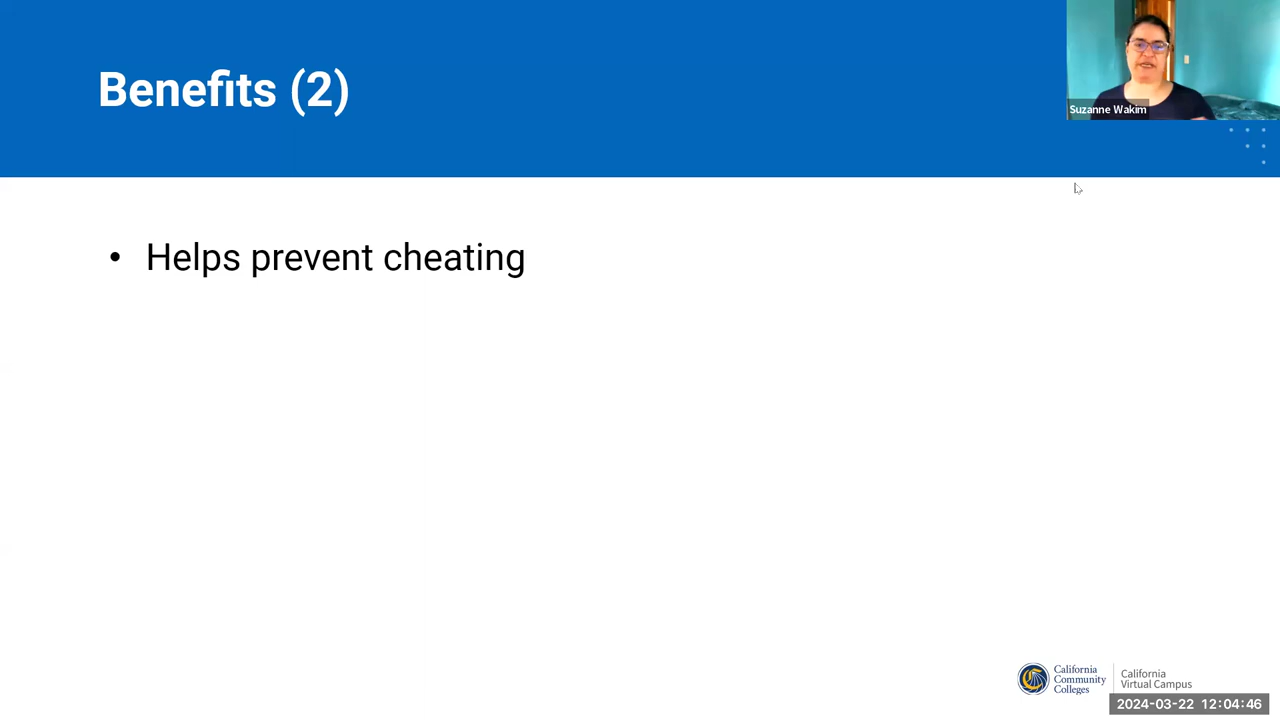 Benefits (2)
Suzanne Wakim
• Helps prevent cheating
California
Community
Colleges
California
Virtual Campus
2024-03-22 12:04:46